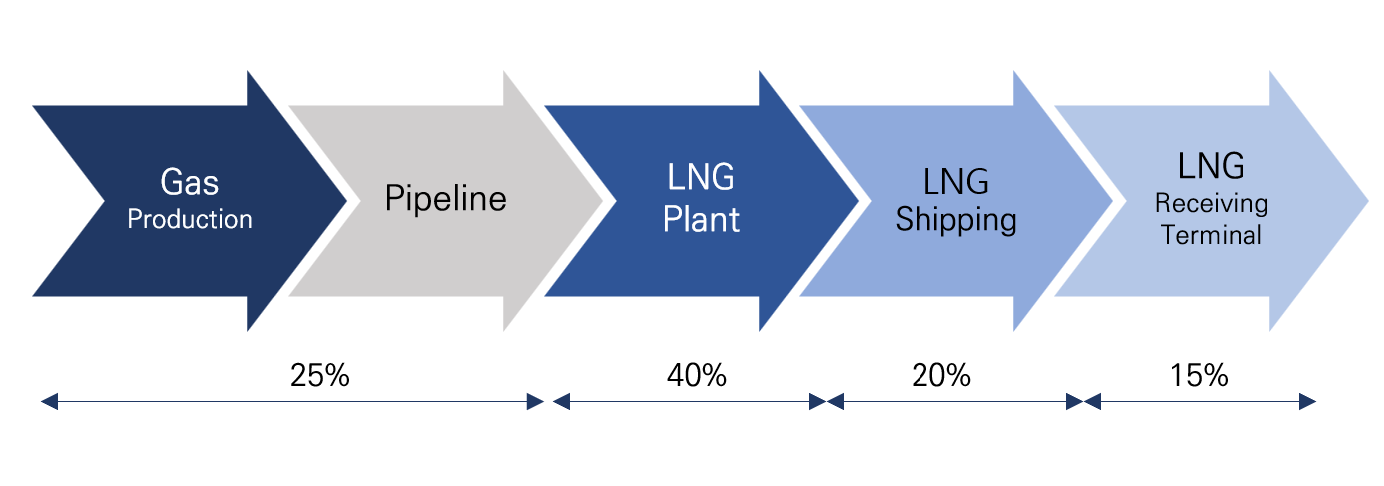 Gas
Production
Pipeline
LNG
Plant
LNG
Shipping
LNG
Receiving
Terminal
25%
40%
20%
15%